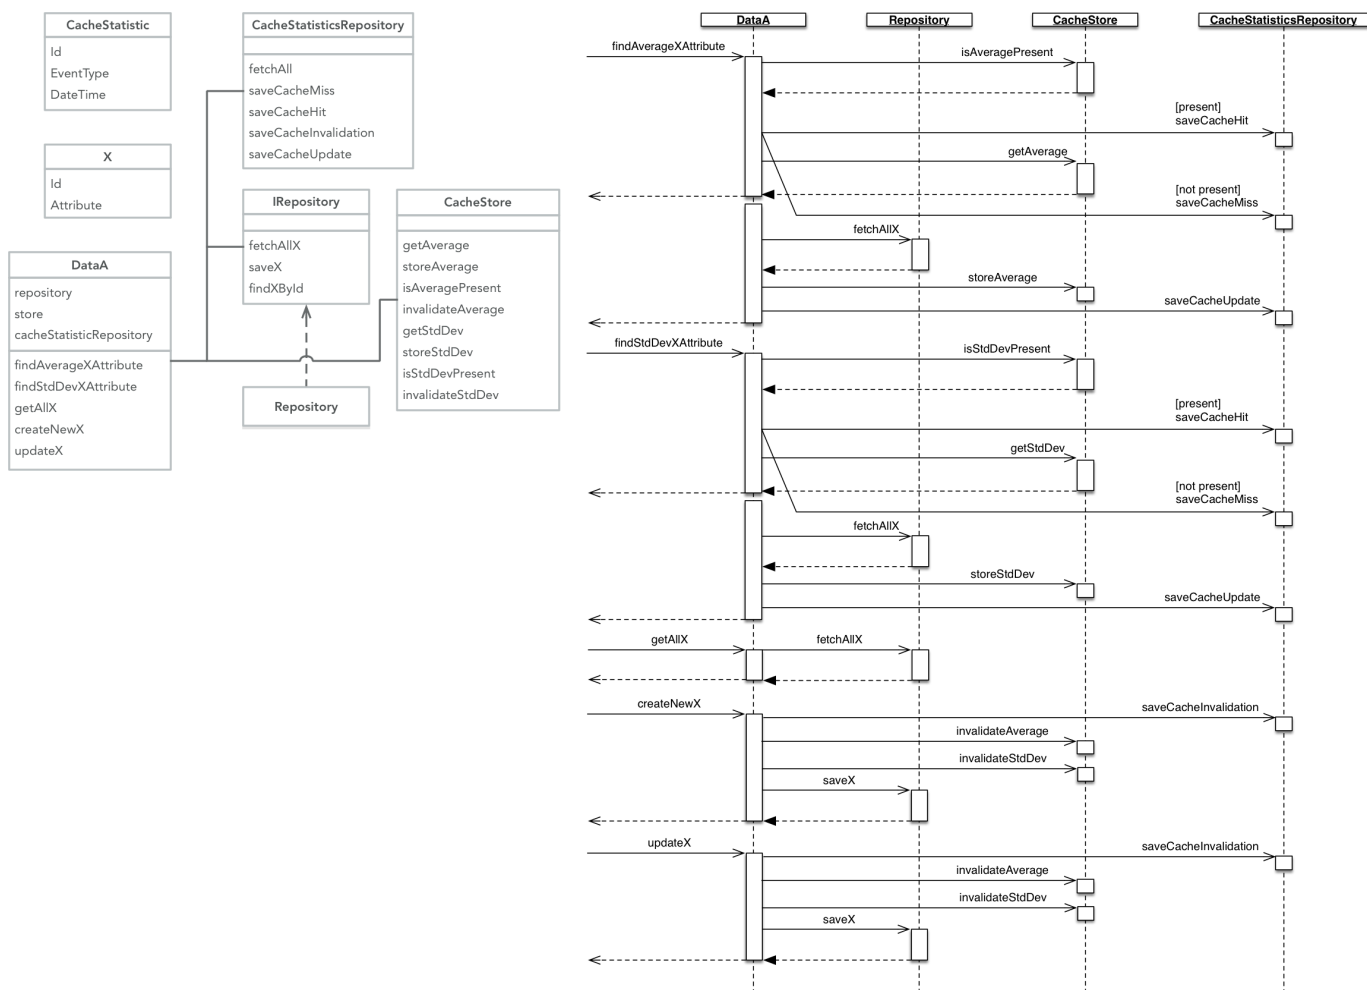 CacheStatistic
Id
EventType
DateTime
X
Id
Attribute
DataA
repository
store
cacheStatisticRepository
findAverageXAttribute
findStdDevXAttribute
getAllX
createNewX
updateX
CacheStatisticsRepository
fetchAll
saveCacheMiss
saveCacheHit
saveCacheInvalidation
saveCacheUpdate
IRepository
fetchAllX
saveX
findXById
Repository
CacheStore
getAverage
storeAverage
isAveragePresent
invalidateAverage
getStdDev
storeStdDev
isStdDevPresent
invalidateStdDev
DataA Repository CacheStore CacheStatisticsRepository
findAverageXAttribute
isAveragePresent
[present]
saveCacheHit
getAverage
[not present]
saveCacheMiss
fetchAllX
storeAverage
saveCacheUpdate
findStdDevXAttribute
isStdDevPresent
[present]
saveCacheHit
getStdDev
[not present]
saveCacheMiss
fetchAllX
storeStdDev
saveCacheUpdate
getAllX fetchAllX
createNewX
saveCacheInvalidation
invalidateAverage
invalidateStdDev
saveX
updateX
saveCacheInvalidation
invalidateAverage
invalidateStdDev
saveX